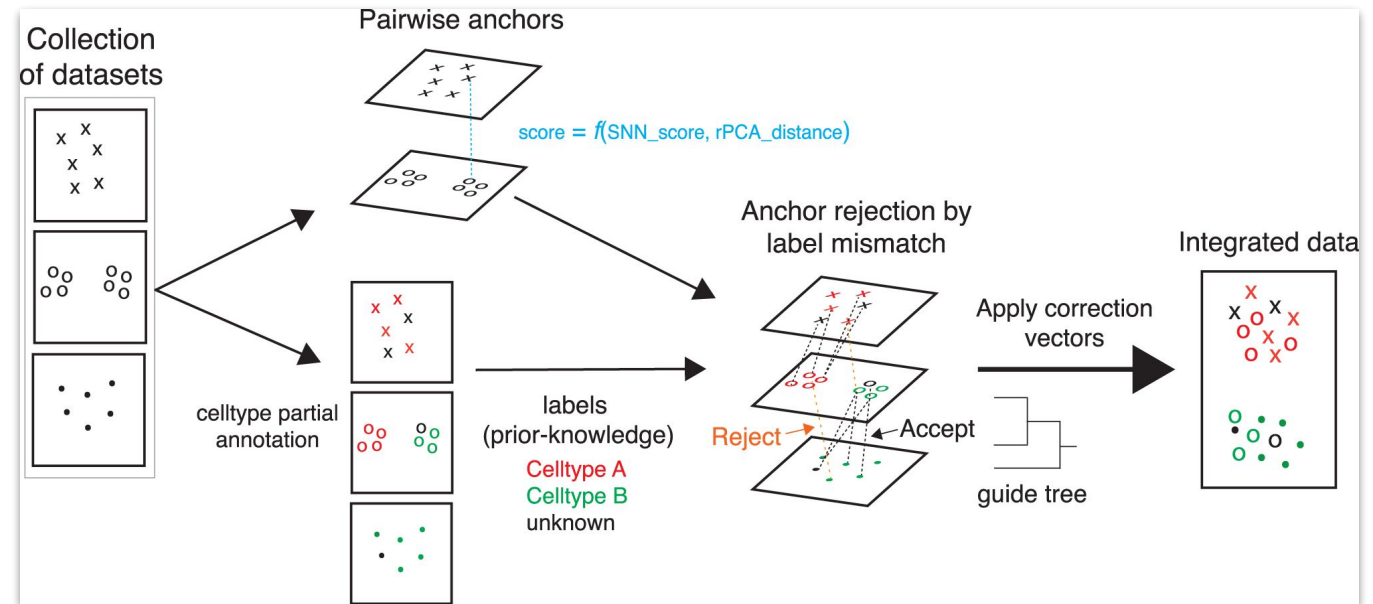 Collection
of datasets
Pairwise anchors
score = f(SNN_score, rPCA_distance)
celltype partial
annotation
labels
(prior-knowledge)
Celltype A
Celltype B
unknown
Anchor rejection by
label mismatch
Reject
Accept
Apply correction
vectors
guide tree
Integrated data